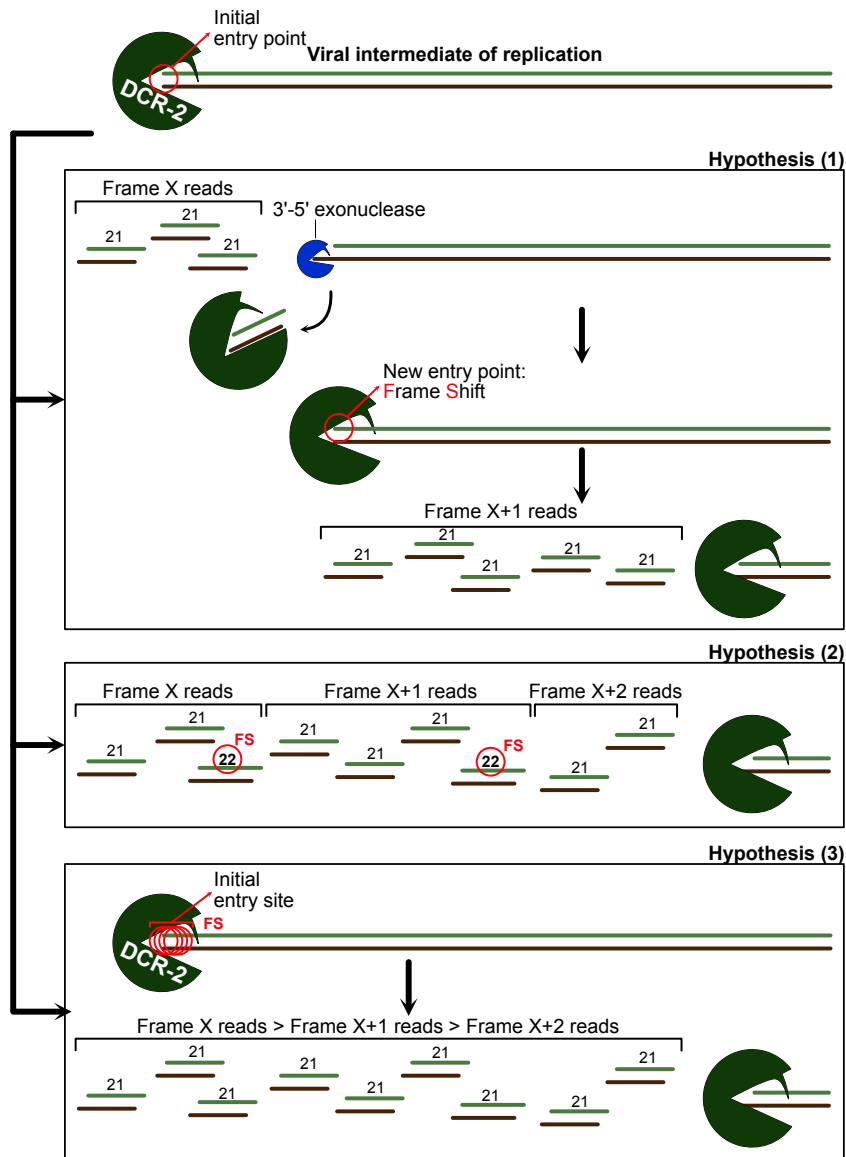 Initial
entry point
Viral intermediate of replication
DCR-2
Hypothesis (1)
Frame X reads
21
21
21
3'-5' exonuclease
New entry point:
Frame Shift
Frame X+1 reads
21
21
21
21
21
Hypothesis (2)
Frame X reads
Frame X+1 reads
Frame X+2 reads
21
21
22
FS
21
21
21
22
FS
21
21
Hypothesis (3)
Initial
entry site
FS
DCR-2
Frame X reads > Frame X+1 reads > Frame X+2 reads
21
21
21
21
21
21
21
21
21